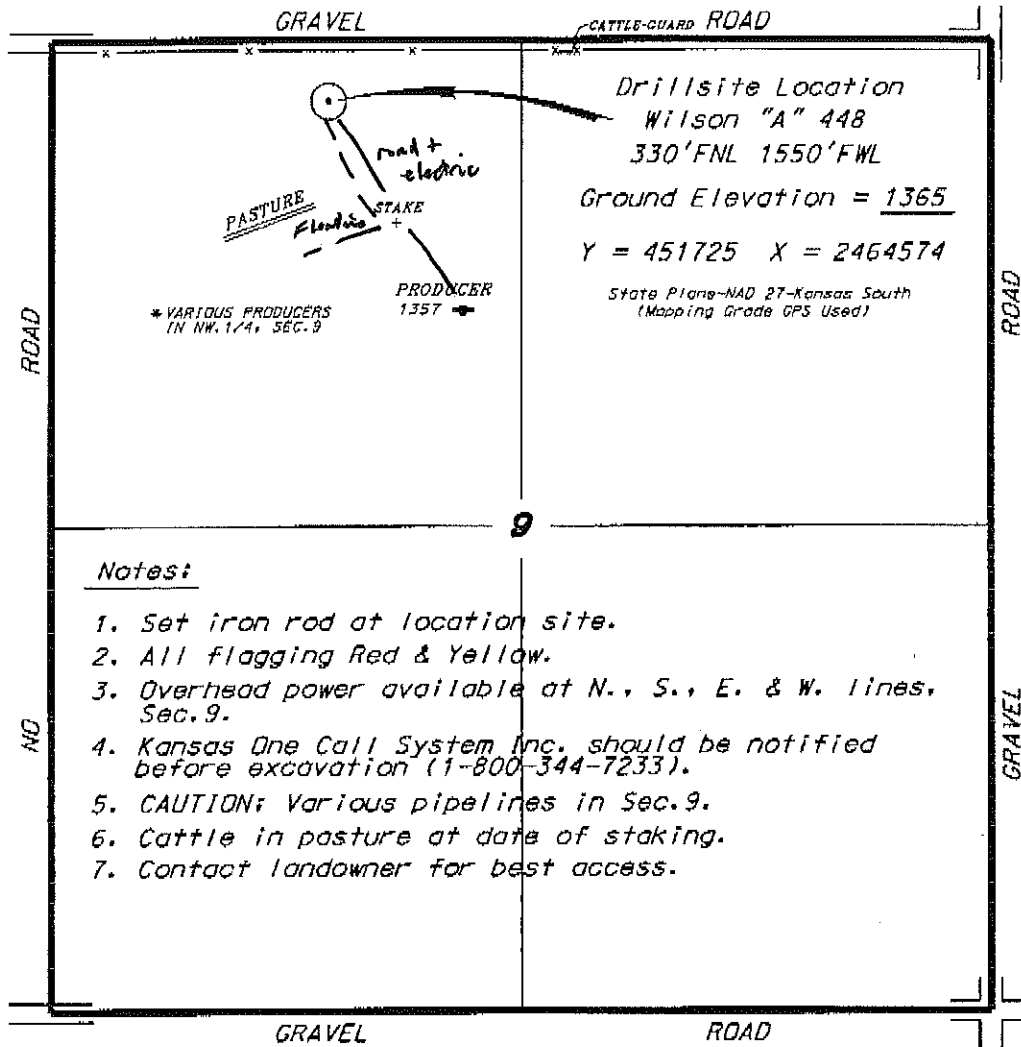 GRAVEL
CATTLE-GUARD ROAD
Drillsite Location
Wilson "A" 448
330'FNL 1550'FWL
Ground Elevation = 1365
Y = 451725 X = 2464574
State Plane-NAD 27-Kansas South
(Mapping Grade GPS Used)
road +
electric
PASTURE
STAKE
PRODUCER
1357
* VARIOUS PRODUCERS
IN NW.1/4, SEC.9
ROAD
ROAD
9
Notes:
1. Set iron rod at location site.
2. All flagging Red & Yellow.
3. Overhead power available at N., S., E. & W. lines,
Sec.9.
4. Kansas One Call System Inc. should be notified
before excavation (1-800-344-7233).
5. CAUTION: Various pipelines in Sec.9.
6. Cattle in pasture at date of staking.
7. Contact landowner for best access.
NO
GRAVEL
GRAVEL
ROAD